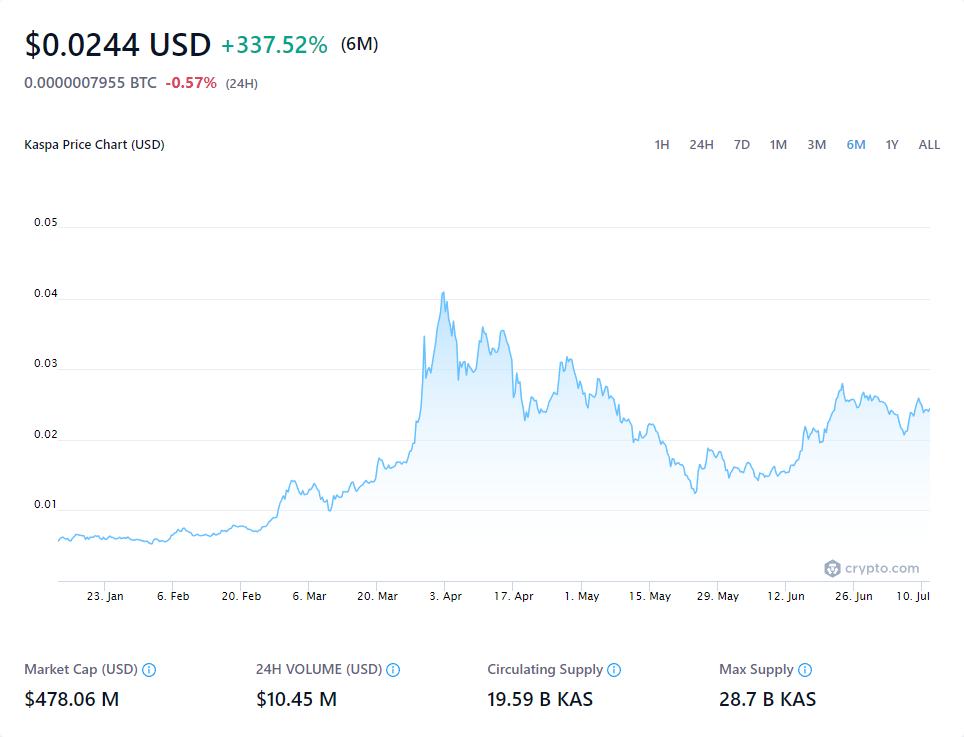 $0.0244 USD +337.52% (6M)
0.0000007955 BTC -0.57% (24H)
Kaspa Price Chart (USD) 1H 24H 7D 1M 3M 6M 1Y ALL
0.05
0.04
0.03
0.02
0.01
crypto.com
23. Jan 6. Feb 20. Feb 6. Mar 20. Mar 3. Apr 17. Apr 1. May 15. May 29. May 12. Jun 26. Jun 10. Jul
Market Cap (USD) 24H VOLUME (USD) Circulating Supply Max Supply
$478.06 M $10.45 M 19.59 B KAS 28.7 B KAS